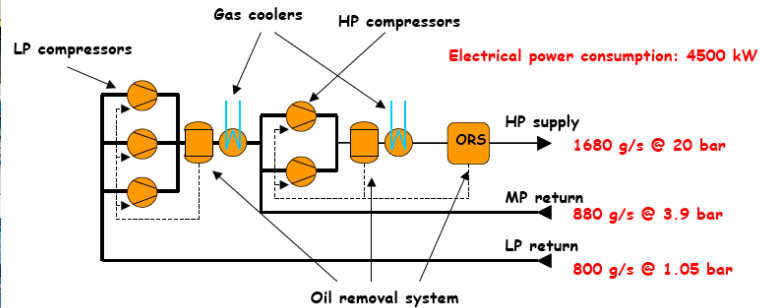 Gas coolers
HP compressors
LP compressors
Electrical power consumption: 4500 kW
HP supply
ORS
1680 g/s @ 20 bar
MP return
880 g/s @ 3.9 bar
LP return
800 g/s @ 1.05 bar
Oil removal system